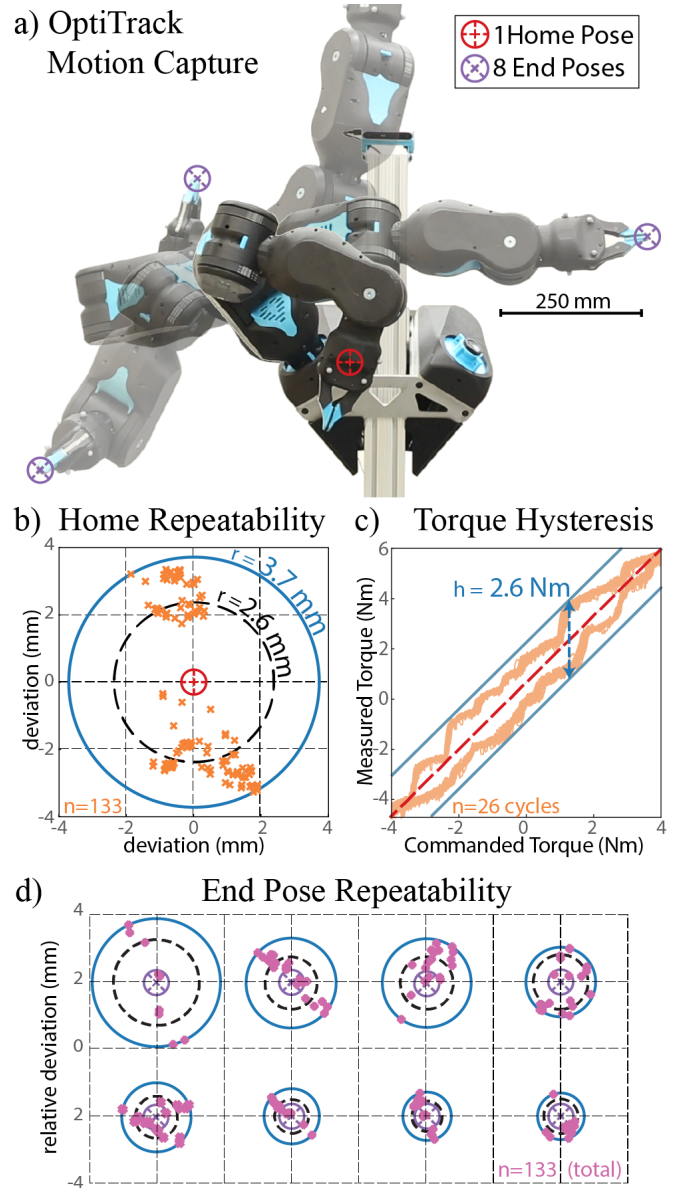 a) OptiTrack
Motion Capture
1Home Pose
8 End Poses
250 mm
b) Home Repeatability
r = 3.7 mm
r = 2.6 mm
n=133
deviation (mm)
4
2
0
-2
-4
-4
-2
0
2
4
deviation (mm)
c) Torque Hysteresis
h = 2.6 Nm
n=26 cycles
Measured Torque (Nm)
6
4
2
0
-2
-4
-4
-2
0
2
4
Commanded Torque (Nm)
d) End Pose Repeatability
relative deviation (mm)
4
2
0
2
-4
n=133 (total)